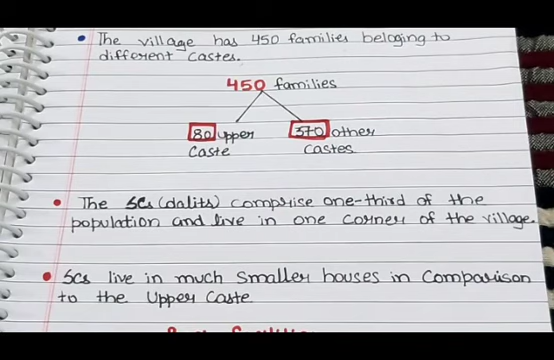 The village has 450 families beloging to
different Castes.
450 families
80 upper Caste
370 other castes
The SCs (dalits) comprise one-third of the
population and live in one corner of the village.
SCs live in much smaller houses in Comparison
to the Upper Caste